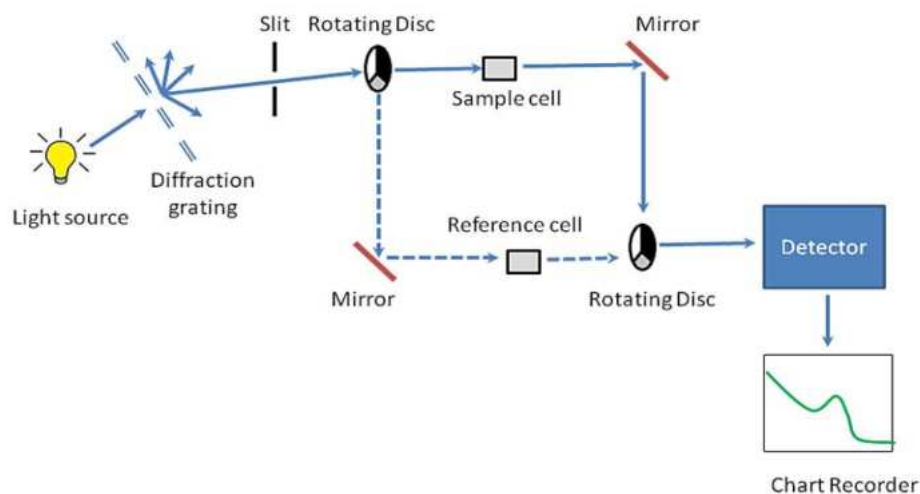 Slit
Rotating Disc
Mirror
Sample cell
Light source
Diffraction
grating
Reference cell
Mirror
Rotating Disc
Detector
Chart Recorder